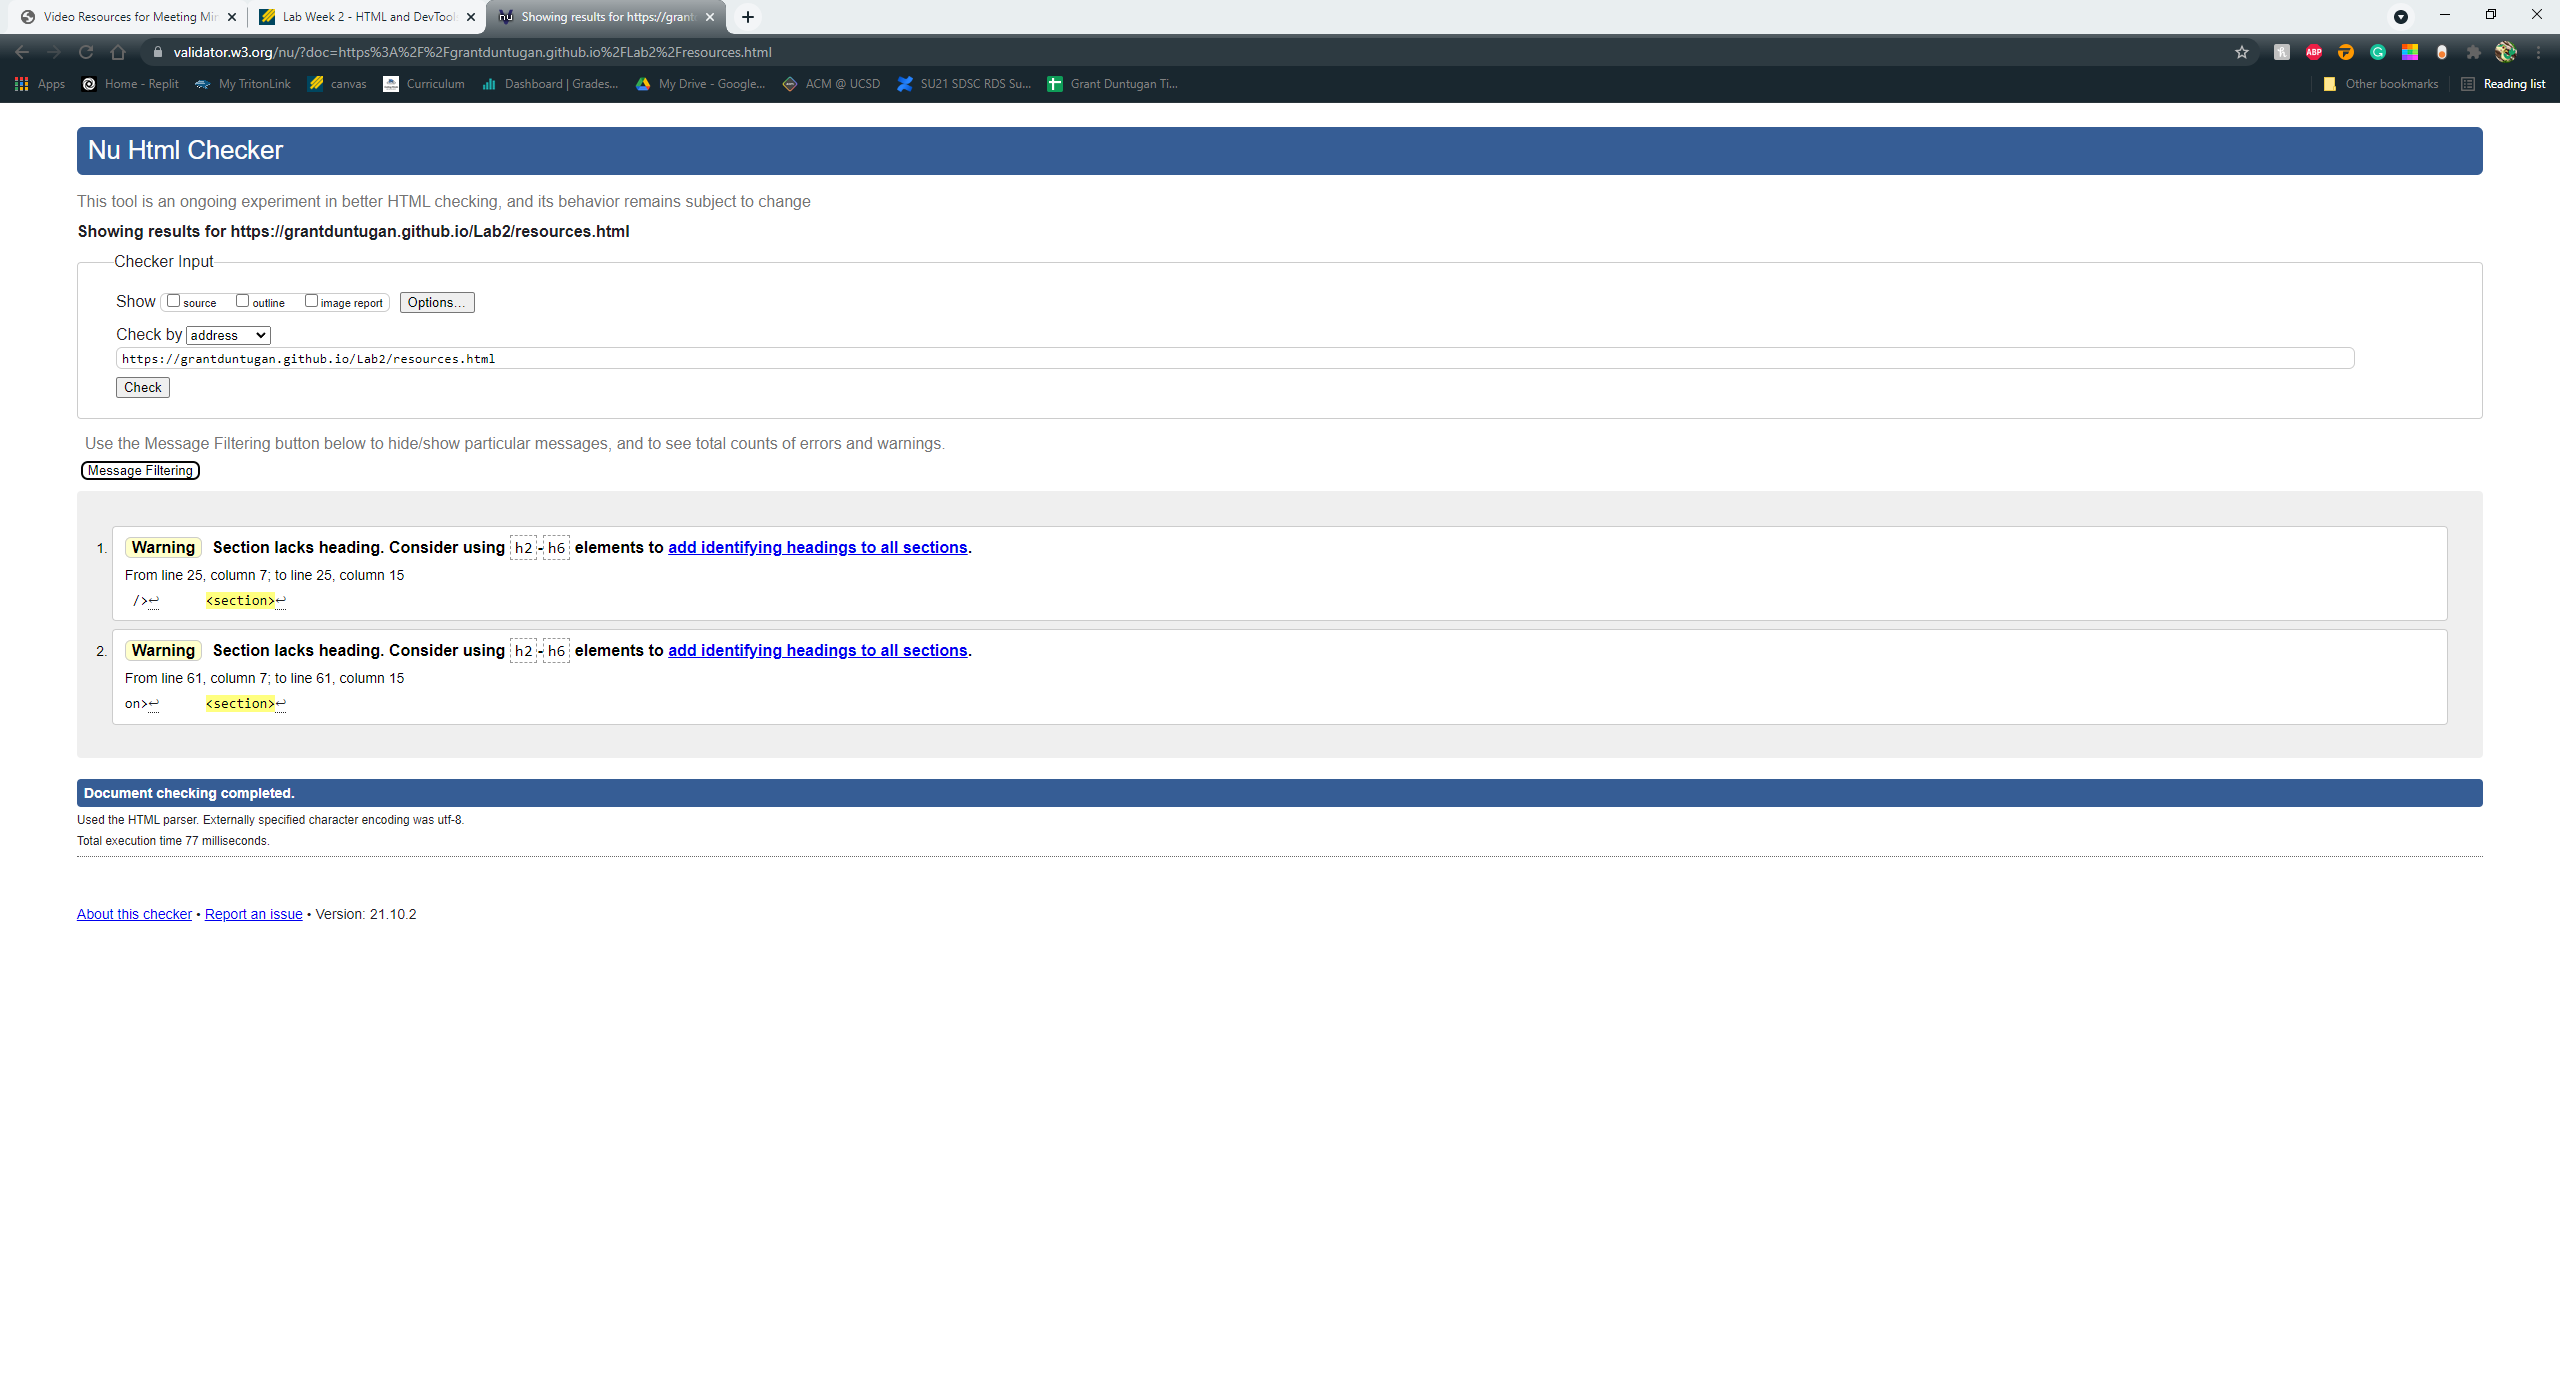 Video Resources for Meeting Min
Lab Week 2 - HTML and DevTools
Showing results for https://grant
validator.w3.org/nu/?doc=https%3A%2F%2Fgrantduntugan.github.io%2FLab2%2Fresources.html
Apps Home - Replit My TritonLink canvas Curriculum Dashboard | Grades... My Drive - Google... ACM @ UCSD SU21 SDSC RDS Su... Grant Duntugan Ti... Other bookmarks Reading list
Nu Html Checker
This tool is an ongoing experiment in better HTML checking, and its behavior remains subject to change
Showing results for https://grantduntugan.github.io/Lab2/resources.html
Checker Input
Show source outline image report Options...
Check by address
https://grantduntugan.github.io/Lab2/resources.html
Check
Use the Message Filtering button below to hide/show particular messages, and to see total counts of errors and warnings.
Message Filtering
1. Warning Section lacks heading. Consider using h2-h6 elements to add identifying headings to all sections.
From line 25, column 7; to line 25, column 15
/>↩ <section>↩
2. Warning Section lacks heading. Consider using h2-h6 elements to add identifying headings to all sections.
From line 61, column 7; to line 61, column 15
on>↩ <section>↩
Document checking completed.
Used the HTML parser. Externally specified character encoding was utf-8.
Total execution time 77 milliseconds.
About this checker • Report an issue • Version: 21.10.2